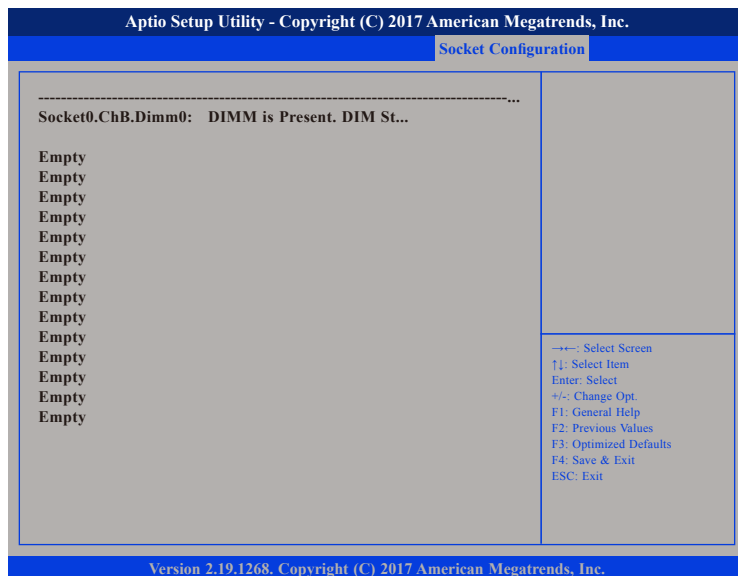 Aptio Setup Utility - Copyright (C) 2017 American Megatrends, Inc.
Socket Configuration
--------------------------------------------------------------------------------...
Socket0.ChB.Dimm0: DIMM is Present. DIM St...
Empty
Empty
Empty
Empty
Empty
Empty
Empty
Empty
Empty
Empty
Empty
Empty
Empty
Empty
→←: Select Screen
↑↓: Select Item
Enter: Select
+/-: Change Opt.
F1: General Help
F2: Previous Values
F3: Optimized Defaults
F4: Save & Exit
ESC: Exit
Version 2.19.1268. Copyright (C) 2017 American Megatrends, Inc.